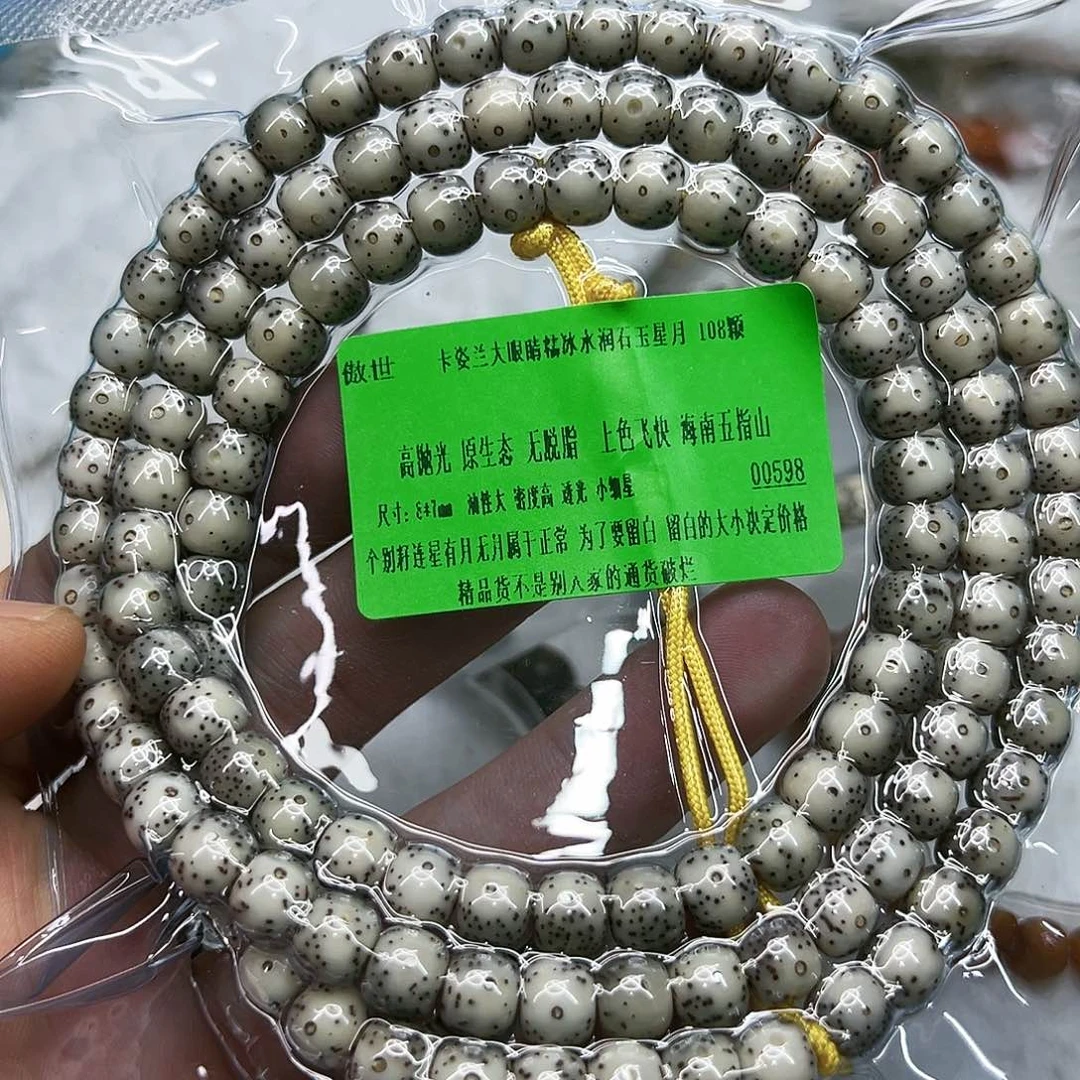 傲世 卡姿兰大眼睛糯冰水润石玉星月 108颗
高抛光 原生态 无脱脂 上色飞快 海南五指山
00598
尺寸: 8*7mm 油性大 密度高 透光 小细星
个别籽连星有月无月属于正常 为了要留白 留白的大小决定价格
精品货不是别人家的通货破烂